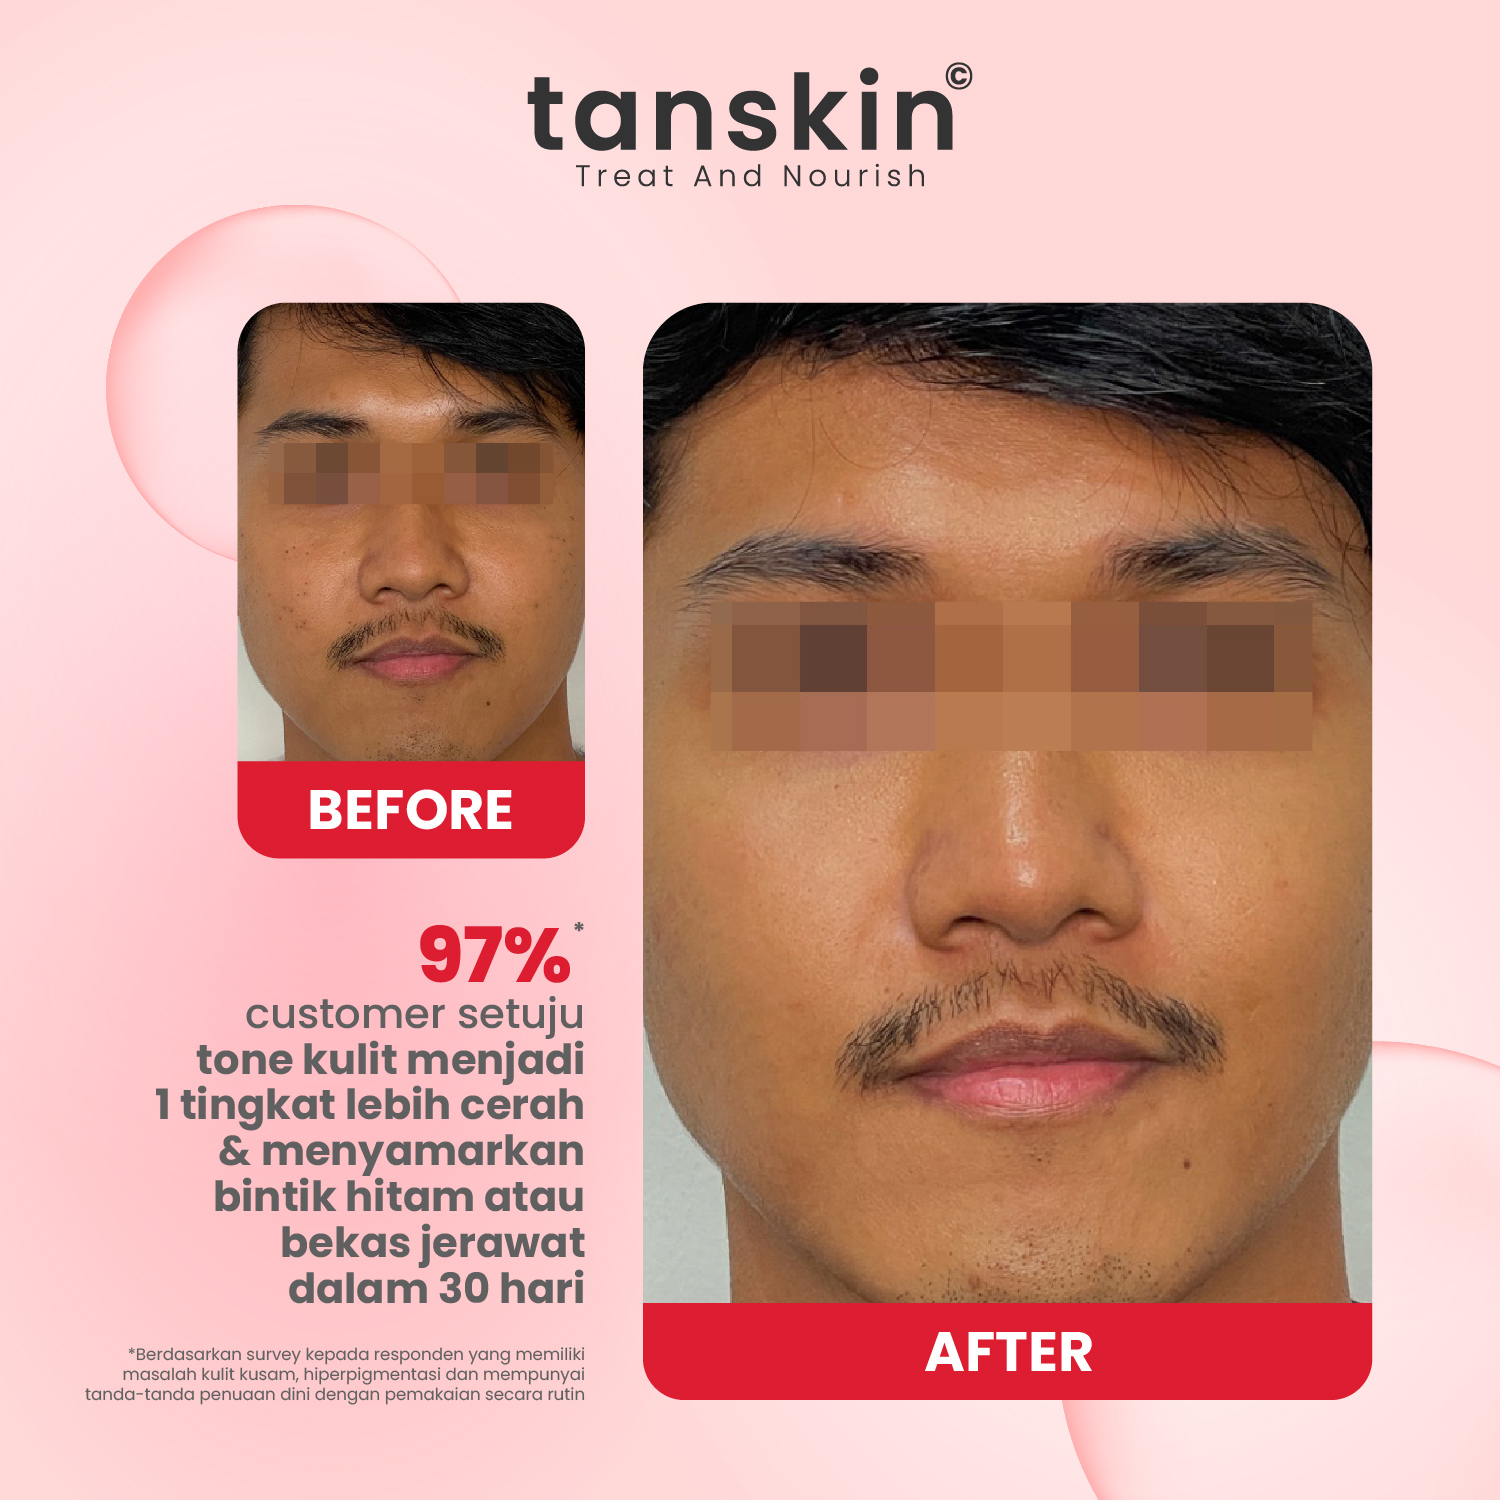 tanskin©
Treat And Nourish
BEFORE
97%*
customer setuju
tone kulit menjadi
1 tingkat lebih cerah
& menyamarkan
bintik hitam atau
bekas jerawat
dalam 30 hari
*Berdasarkan survey kepada responden yang memiliki
masalah kulit kusam, hiperpigmentasi dan mempunyai
tanda-tanda penuaan dini dengan pemakaian secara rutin
AFTER